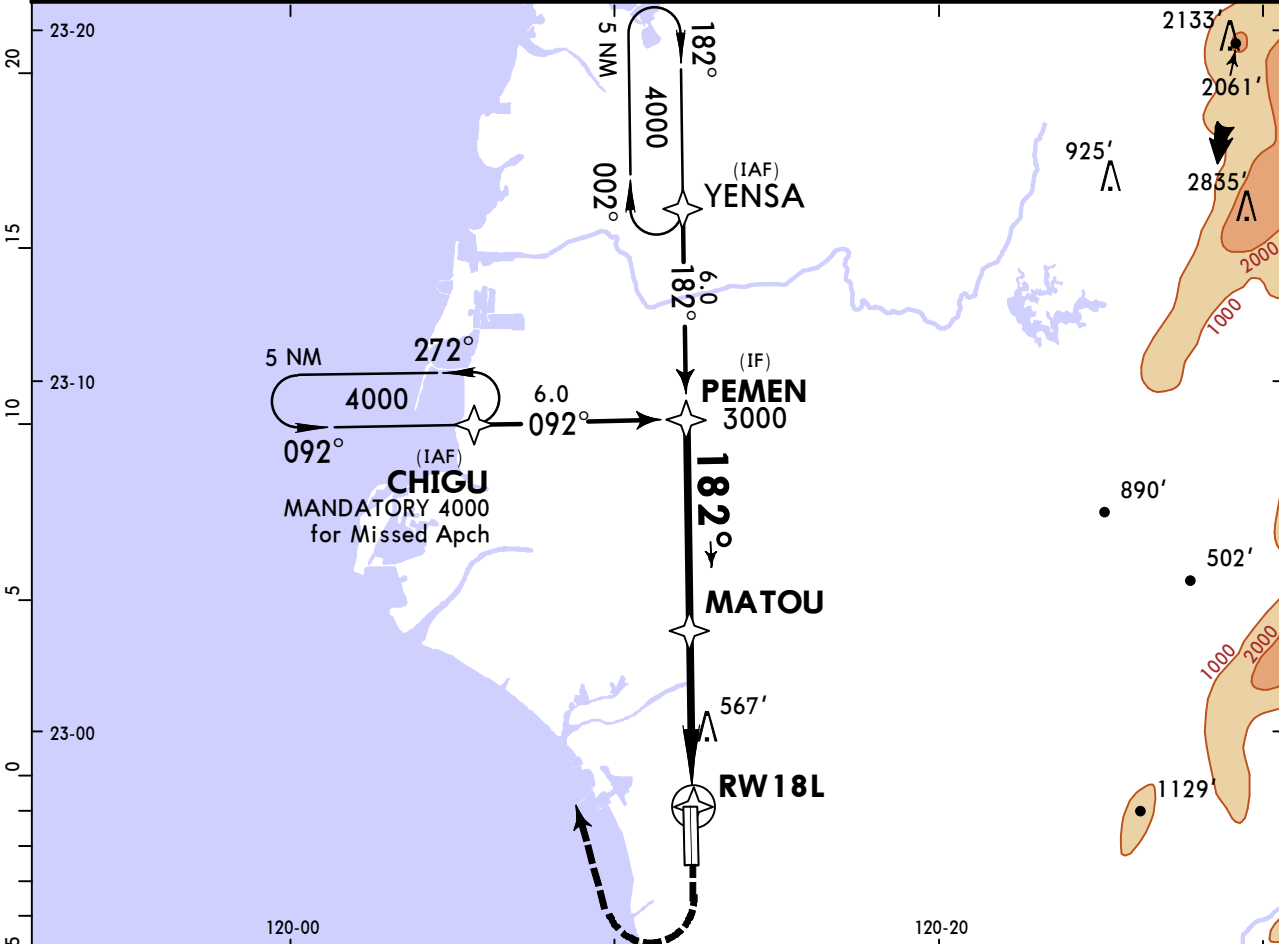 23-20
20
5 NM
182°
4000
002°
(IAF)
YENSA
2133'
2061'
925'
2835'
15
182°
6.0
2000
1000
5 NM
272°
4000
092°
6.0
092°
(IF)
PEMEN
3000
23-10
10
(IAF)
CHIGU
MANDATORY 4000
for Missed Apch
182°
890'
502'
5
MATOU
1000
2000
567'
23-00
0
RW18L
1129'
120-00
120-20
5